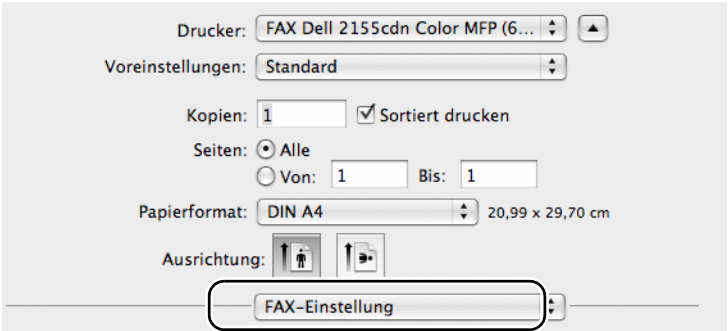 Drucker: FAX Dell 2155cdn Color MFP (6...
Voreinstellungen: Standard
Kopien: 1 Sortiert drucken
Seiten: Alle
Von: 1 Bis: 1
Papierformat: DIN A4 20,99 x 29,70 cm
Ausrichtung:
FAX-Einstellung